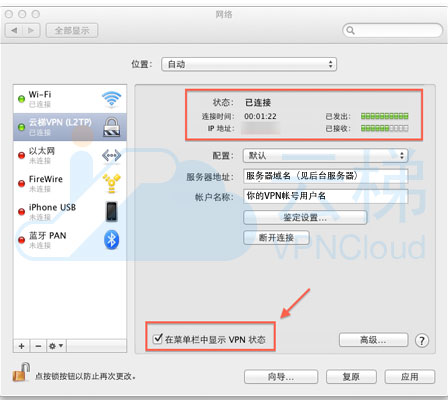 网络
全部显示
位置： 自动
Wi-Fi
已连接
云梯VPN (L2TP)
已连接
以太网
未连接
FireWire
未连接
iPhone USB
未连接
蓝牙 PAN
未连接
状态： 已连接
连接时间： 00:01:22 已发出：
IP 地址： 已接收：
配置： 默认
服务器地址： 服务器域名（见后台服务器）
帐户名称： 你的VPN帐号用户名
鉴定设置...
断开连接
云梯
VPNCloud
在菜单栏中显示 VPN 状态
高级...
?
点按锁按钮以防止再次更改。
向导...
复原
应用